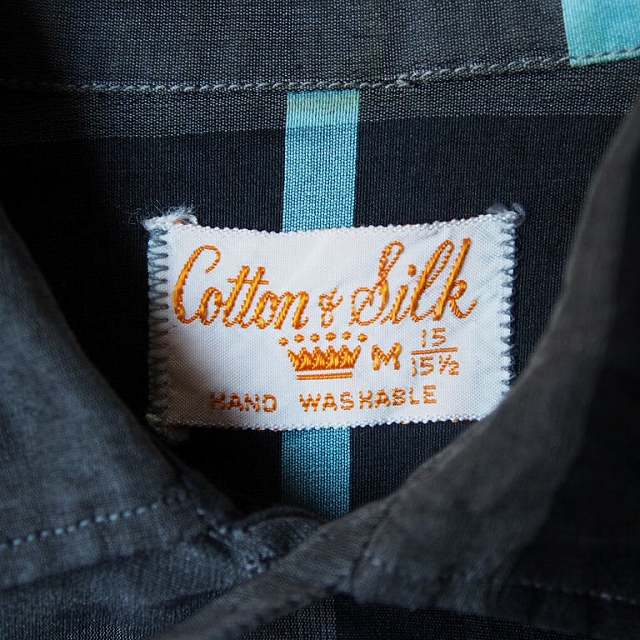 Cotton & Silk
M 15
15½
HAND WASHABLE